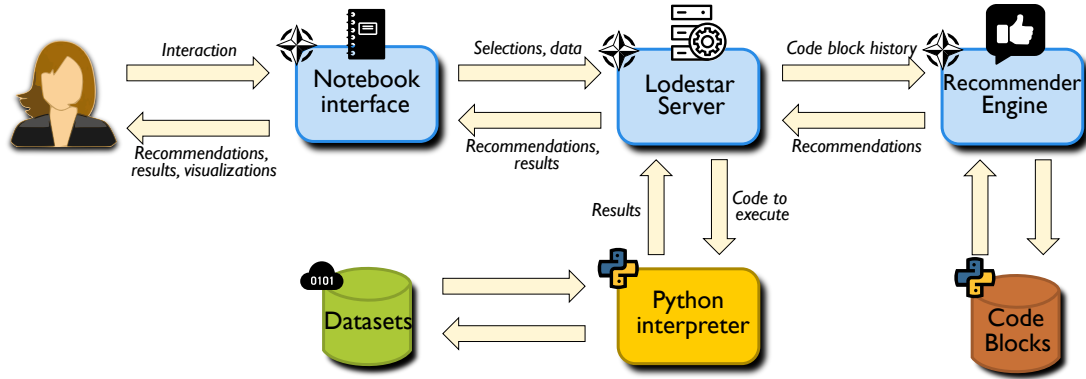 Interaction
Selections, data
Code block history
Notebook
interface
Lodestar
Server
Recommender
Engine
Recommendations,
results, visualizations
Recommendations,
results
Recommendations
Results
Code to
execute
0101
Datasets
Python
interpreter
Code
Blocks